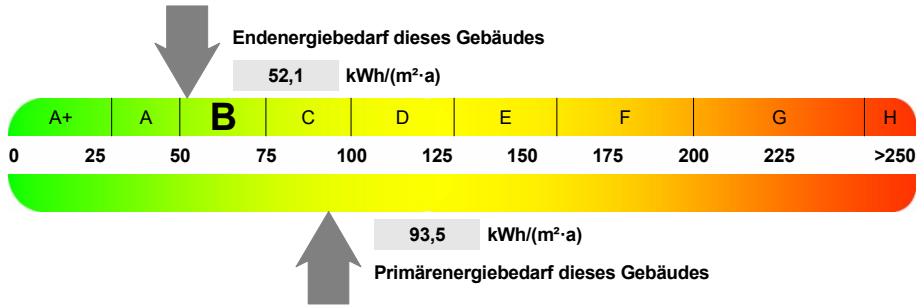 Endenergiebedarf dieses Gebäudes
52,1 kWh/(m²·a)
A+ A B C D E F G H
0 25 50 75 100 125 150 175 200 225 >250
93,5 kWh/(m²·a)
Primärenergiebedarf dieses Gebäudes